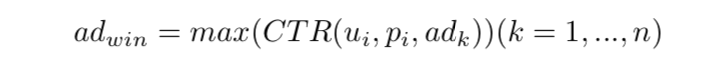 ad_{win} = max(CTR(u_i, p_i, ad_k))(k = 1, ..., n)